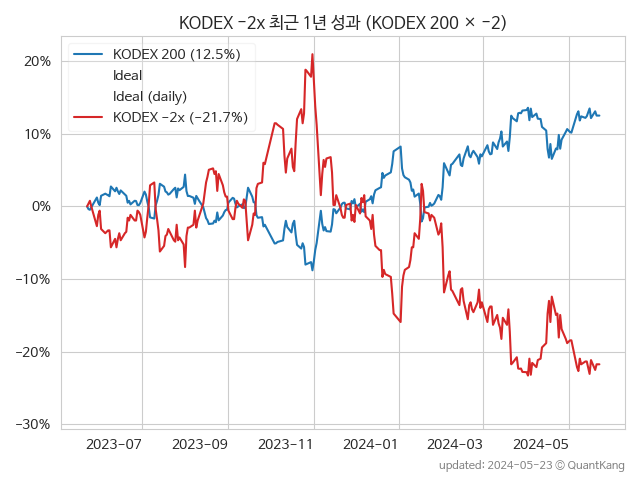 KODEX -2x 최근 1년 성과 (KODEX 200 × -2)
KODEX 200 (12.5%)
Ideal
Ideal (daily)
KODEX -2x (-21.7%)
20%
10%
0%
-10%
-20%
-30%
2023-07 2023-09 2023-11 2024-01 2024-03 2024-05
updated: 2024-05-23 © QuantKang